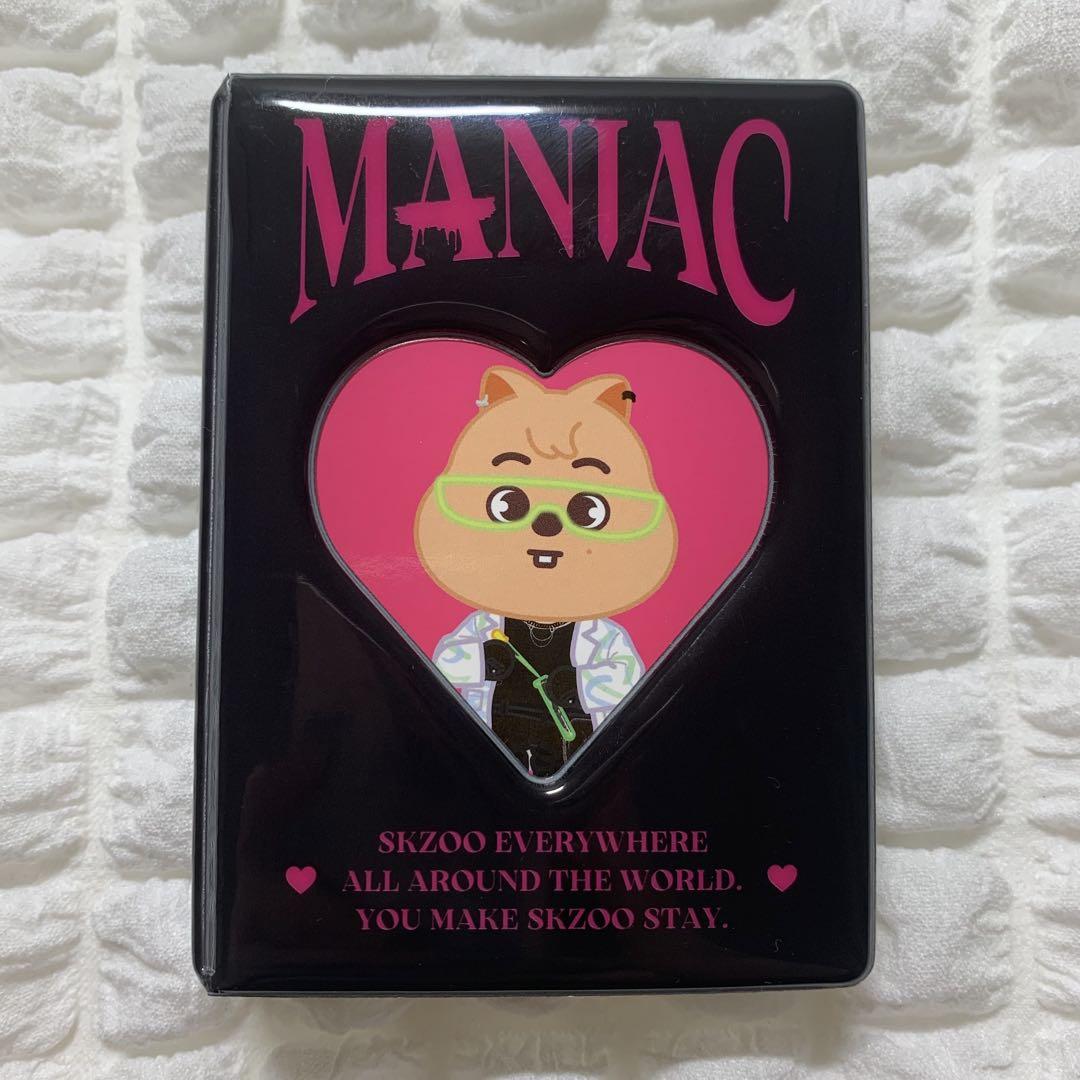 MANIAC
SKZOO EVERYWHERE
ALL AROUND THE WORLD.
YOU MAKE SKZOO STAY.